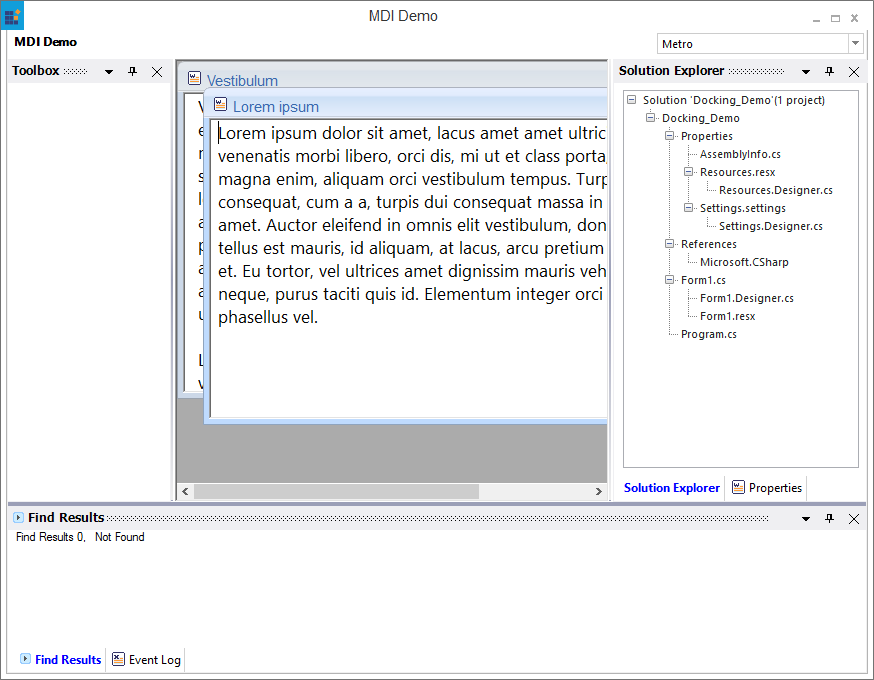 MDI Demo
MDI Demo
Metro
Toolbox
Vestibulum
Lorem ipsum
Lorem ipsum dolor sit amet, lacus amet amet ultric
venenatis morbi libero, orci dis, mi ut et class porta,
magna enim, aliquam orci vestibulum tempus. Turp
consequat, cum a a, turpis dui consequat massa in
amet. Auctor eleifend in omnis elit vestibulum, don
tellus est mauris, id aliquam, at lacus, arcu pretium
et. Eu tortor, vel ultrices amet dignissim mauris veh
neque, purus taciti quis id. Elementum integer orci
phasellus vel.
Solution Explorer
Solution 'Docking_Demo'(1 project)
Docking_Demo
Properties
AssemblyInfo.cs
Resources.resx
Resources.Designer.cs
Settings.settings
Settings.Designer.cs
References
Microsoft.CSharp
Form1.cs
Form1.Designer.cs
Form1.resx
Program.cs
Solution Explorer Properties
Find Results
Find Results 0, Not Found
Find Results Event Log